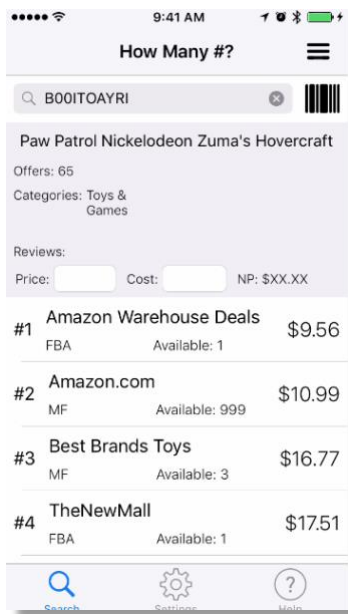 9:41 AM
How Many #?
B00ITOAYRI
Paw Patrol Nickelodeon Zuma's Hovercraft
Offers: 65
Categories: Toys &
Games
Reviews:
Price: Cost: NP: $XX.XX
#1 Amazon Warehouse Deals $9.56
FBA Available: 1
#2 Amazon.com $10.99
MF Available: 999
#3 Best Brands Toys $16.77
MF Available: 3
#4 TheNewMall $17.51
FBA Available: 1
?
Search Settings Help